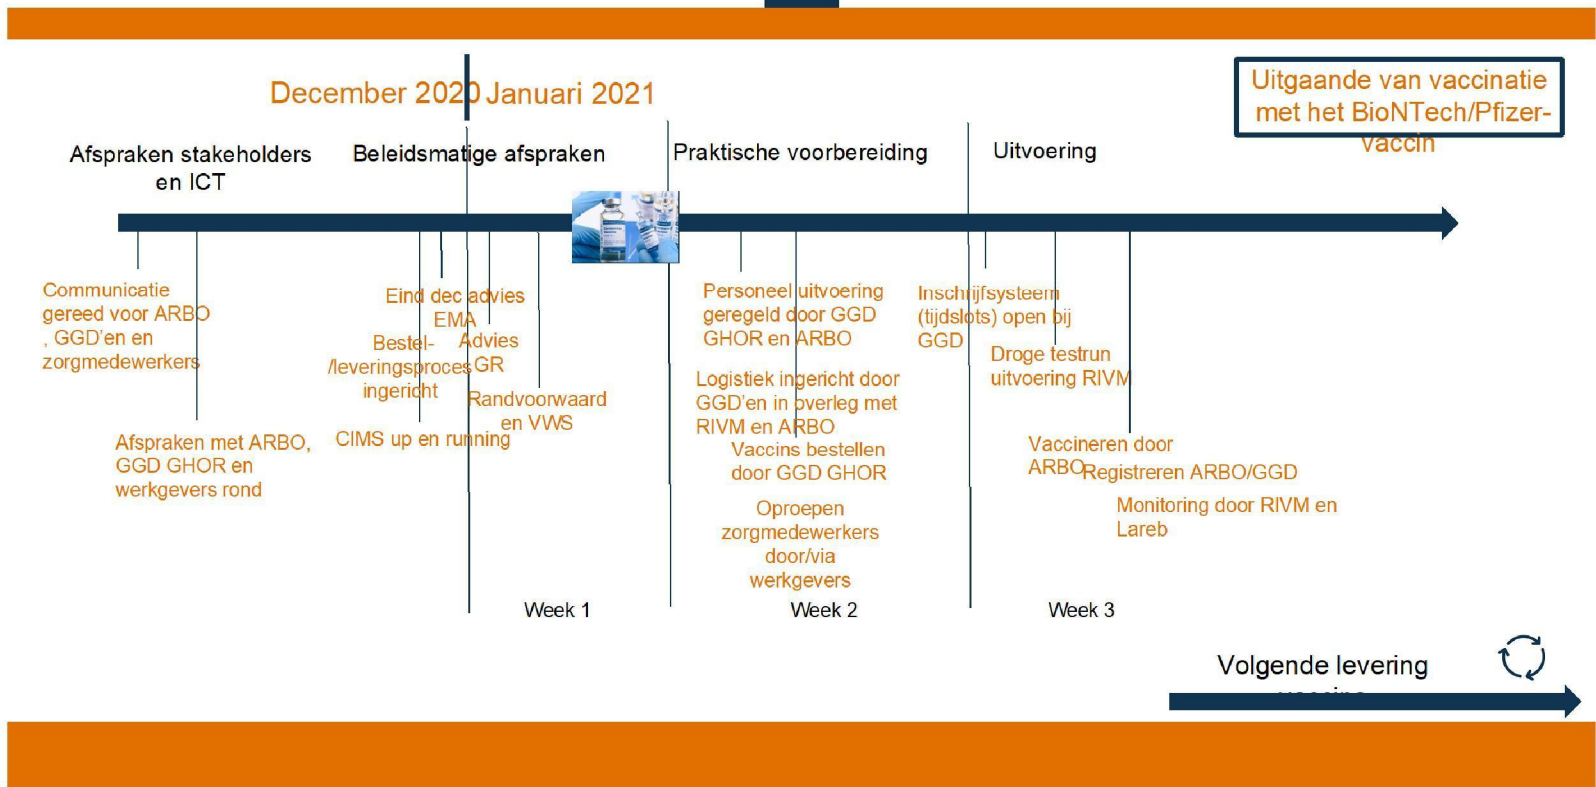 December 2020
Januari 2021
Uitgaande van vaccinatie
met het BioNTech/Pfizer-
vaccin
Afspraken stakeholders
en ICT
Beleidsmatige afspraken
Praktische voorbereiding
Uitvoering
Communicatie
gereed voor ARBO
, GGD'en en
zorgmedewerkers
Afspraken met ARBO,
GGD GHOR en
werkgevers rond
Eind dec advies
EMA
Bestel-
/leveringsproces
ingericht
Advies
GR
Randvoorwaard
en VWS
CIMS up en running
Personeel uitvoering
geregeld door GGD
GHOR en ARBO
Logistiek ingericht door
GGD'en in overleg met
RIVM en ARBO
Vaccins bestellen
door GGD GHOR
Oproepen
zorgmedewerkers
door/via
werkgevers
Inschrijfsysteem
(tijdslots) open bij
GGD
Droge testrun
uitvoering RIVM
Vaccineren door
ARBO
Registreren ARBO/GGD
Monitoring door RIVM en
Lareb
Week 1
Week 2
Week 3
Volgende levering